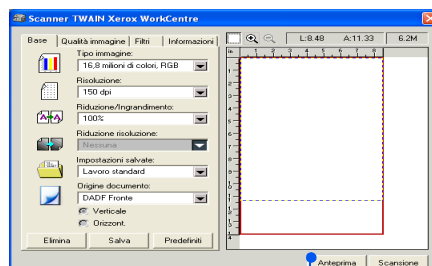 Scanner TWAIN Xerox WorkCentre
Base Qualità immagine Filtri Informazioni
L:8.48 A:11.33 6.2M
Tipo immagine:
16,8 milioni di colori, RGB
Risoluzione:
150 dpi
Riduzione/Ingrandimento:
100%
Riduzione risoluzione:
Nessuna
Impostazioni salvate:
Lavoro standard
Origine documento:
DADF Fronte
Verticale
Orizzont.
Elimina Salva Predefiniti
Anteprima Scansione